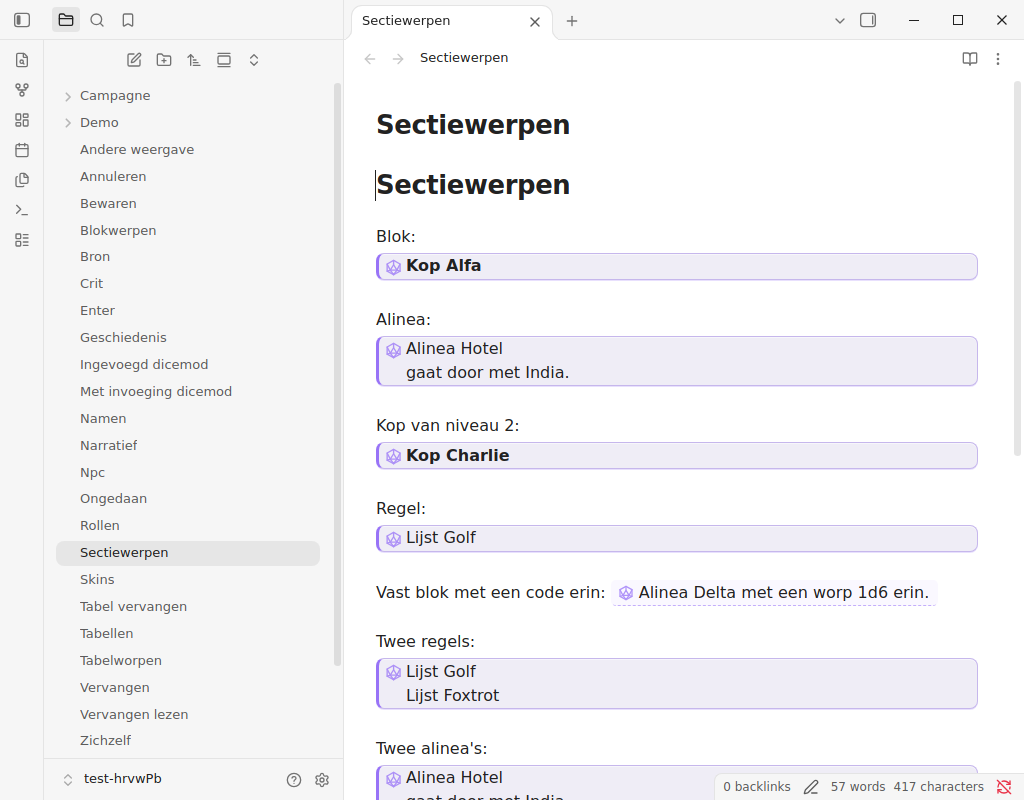 Sectiewerpen
Sectiewerpen
Campagne
Demo
Andere weergave
Annuleren
Bewaren
Blokwerpen
Bron
Crit
Enter
Geschiedenis
Ingevoegd dicemod
Met invoeging dicemod
Namen
Narratief
Npc
Ongedaan
Rollen
Sectiewerpen
Skins
Tabel vervangen
Tabellen
Tabelworpen
Vervangen
Vervangen lezen
Zichzelf
test-hrvwPb
Sectiewerpen
Sectiewerpen
Blok:
Kop Alfa
Alinea:
Alinea Hotel
gaat door met India.
Kop van niveau 2:
Kop Charlie
Regel:
Lijst Golf
Vast blok met een code erin: Alinea Delta met een worp 1d6 erin.
Twee regels:
Lijst Golf
Lijst Foxtrot
Twee alinea's:
Alinea Hotel
gaat door met India.
0 backlinks 57 words 417 characters